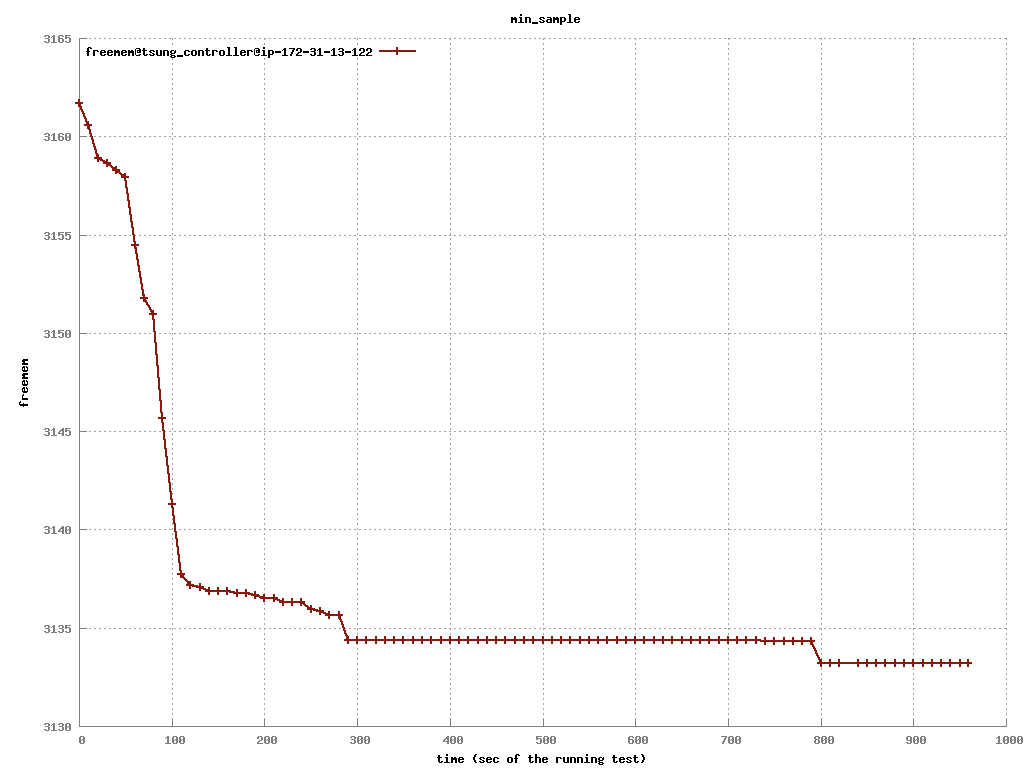 min_sample
freemem@tsung_controller@ip-172-31-13-122
3165
3160
3155
3150
3145
3140
3135
3130
freemem
0 100 200 300 400 500 600 700 800 900 1000
time (sec of the running test)